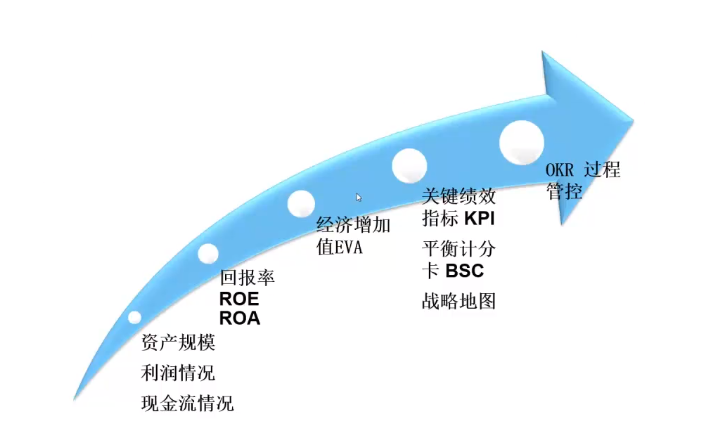 资产规模
利润情况
现金流情况
回报率
ROE
ROA
经济增加
值EVA
关键绩效
指标 KPI
平衡计分
卡 BSC
战略地图
OKR 过程
管控